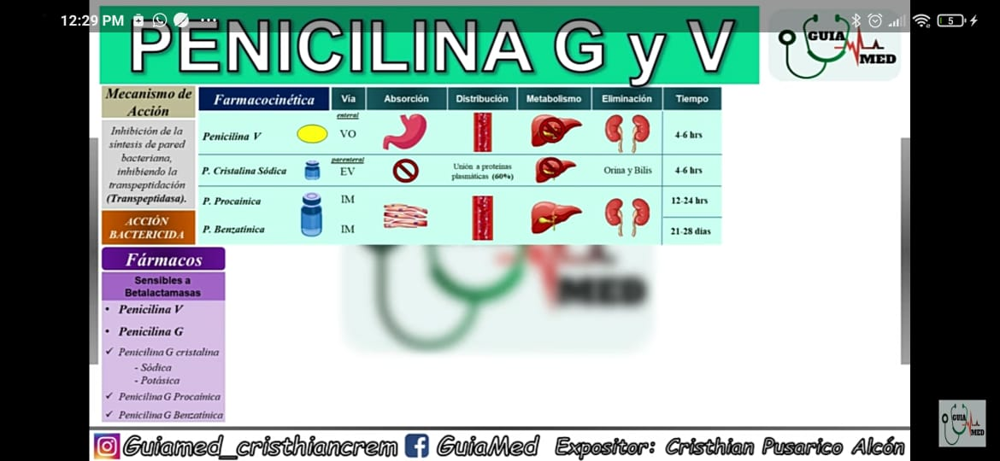 12:29 PM
5
PENICILINA G y V
GUIA
MED
Mecanismo de
Acción
Inhibición de la
síntesis de pared
bacteriana,
inhibiendo la
transpeptidación
(Transpeptidasa).
ACCIÓN
BACTERICIDA
Farmacocinética Vía Absorción Distribución Metabolismo Eliminación Tiempo
enteral
Penicilina V VO 4-6 hrs
parenteral
P. Cristalina Sódica EV Unión a proteínas plasmáticas (60%) Orina y Bilis 4-6 hrs
P. Procaínica IM 12-24 hrs
P. Benzatínica IM 21-28 días
Fármacos
Sensibles a
Betalactamasas
• Penicilina V
• Penicilina G
✓ Penicilina G cristalina
- Sódica
- Potásica
✓ Penicilina G Procaínica
✓ Penicilina G Benzatínica
MED
Guiamed_cristhiancrem GuiaMed Expositor: Cristhian Pusarico Alcón
GUIA
MED